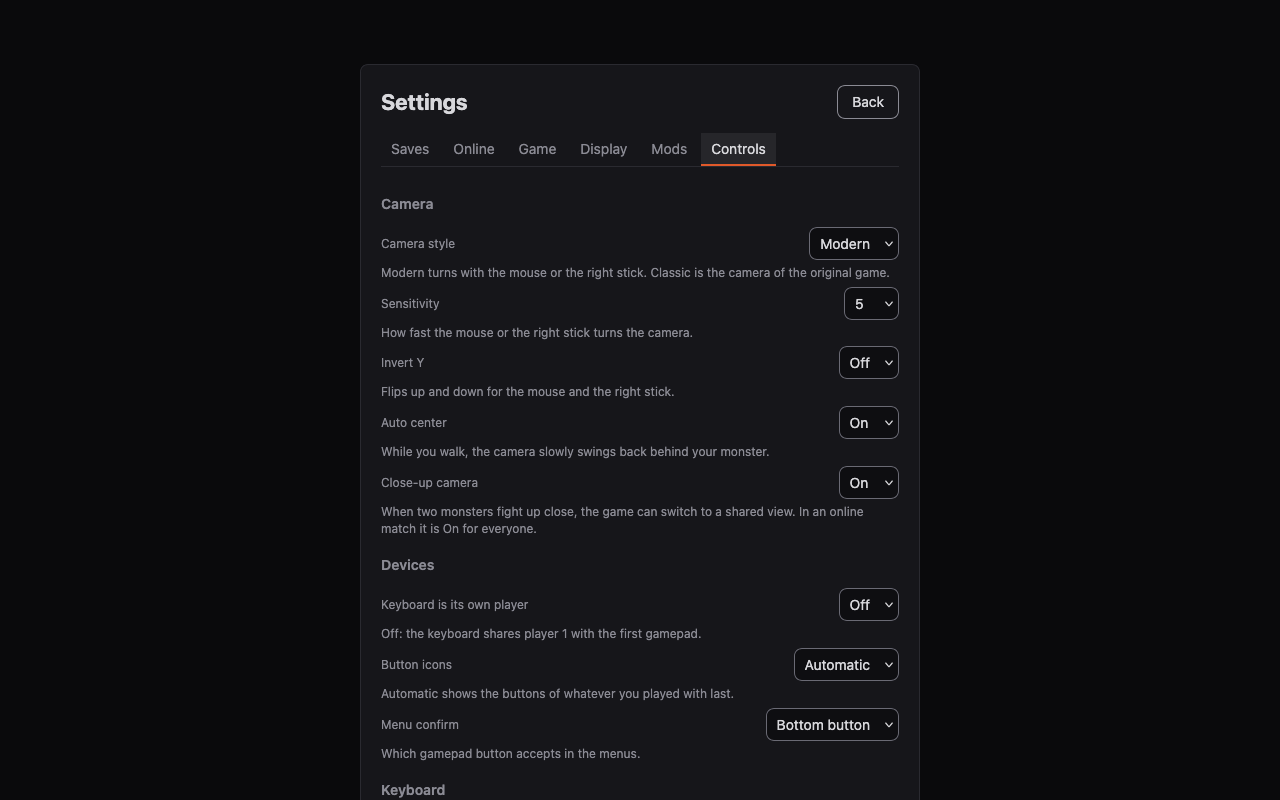 Settings
Back
Saves Online Game Display Mods Controls
Camera
Camera style Modern
Modern turns with the mouse or the right stick. Classic is the camera of the original game.
Sensitivity 5
How fast the mouse or the right stick turns the camera.
Invert Y Off
Flips up and down for the mouse and the right stick.
Auto center On
While you walk, the camera slowly swings back behind your monster.
Close-up camera On
When two monsters fight up close, the game can switch to a shared view. In an online
match it is On for everyone.
Devices
Keyboard is its own player Off
Off: the keyboard shares player 1 with the first gamepad.
Button icons Automatic
Automatic shows the buttons of whatever you played with last.
Menu confirm Bottom button
Which gamepad button accepts in the menus.
Keyboard